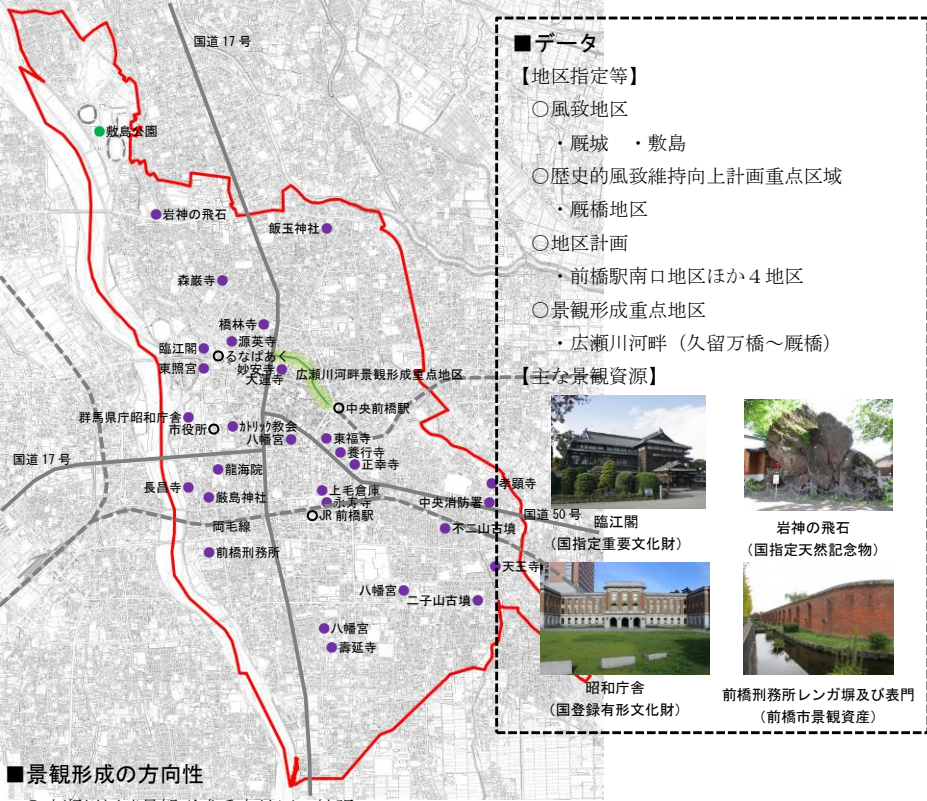 国道 17 号
敷島公園
岩神の飛石
飯玉神社
森巌寺
橋林寺
源英寺
臨江閣
るなぱあく
東照宮
妙安寺
大蓮寺
広瀬川河畔景観形成重点地区
中央前橋駅
群馬県庁昭和庁舎
市役所
カトリック教会
八幡宮
東福寺
養行寺
正幸寺
国道 17 号
龍海院
長昌寺
厳島神社
上毛倉庫
永寿寺
JR 前橋駅
孝顕寺
中央消防署
国道 50 号
両毛線
不二山古墳
前橋刑務所
天王寺
八幡宮
二子山古墳
八幡宮
壽延寺
■データ
【地区指定等】
○風致地区
・厩城 ・敷島
○歴史的風致維持向上計画重点区域
・厩橋地区
○地区計画
・前橋駅南口地区ほか４地区
○景観形成重点地区
・広瀬川河畔（久留万橋～厩橋）
【主な景観資源】
臨江閣
（国指定重要文化財）
岩神の飛石
（国指定天然記念物）
昭和庁舎
（国登録有形文化財）
前橋刑務所レンガ塀及び表門
（前橋市景観資産）
■景観形成の方向性